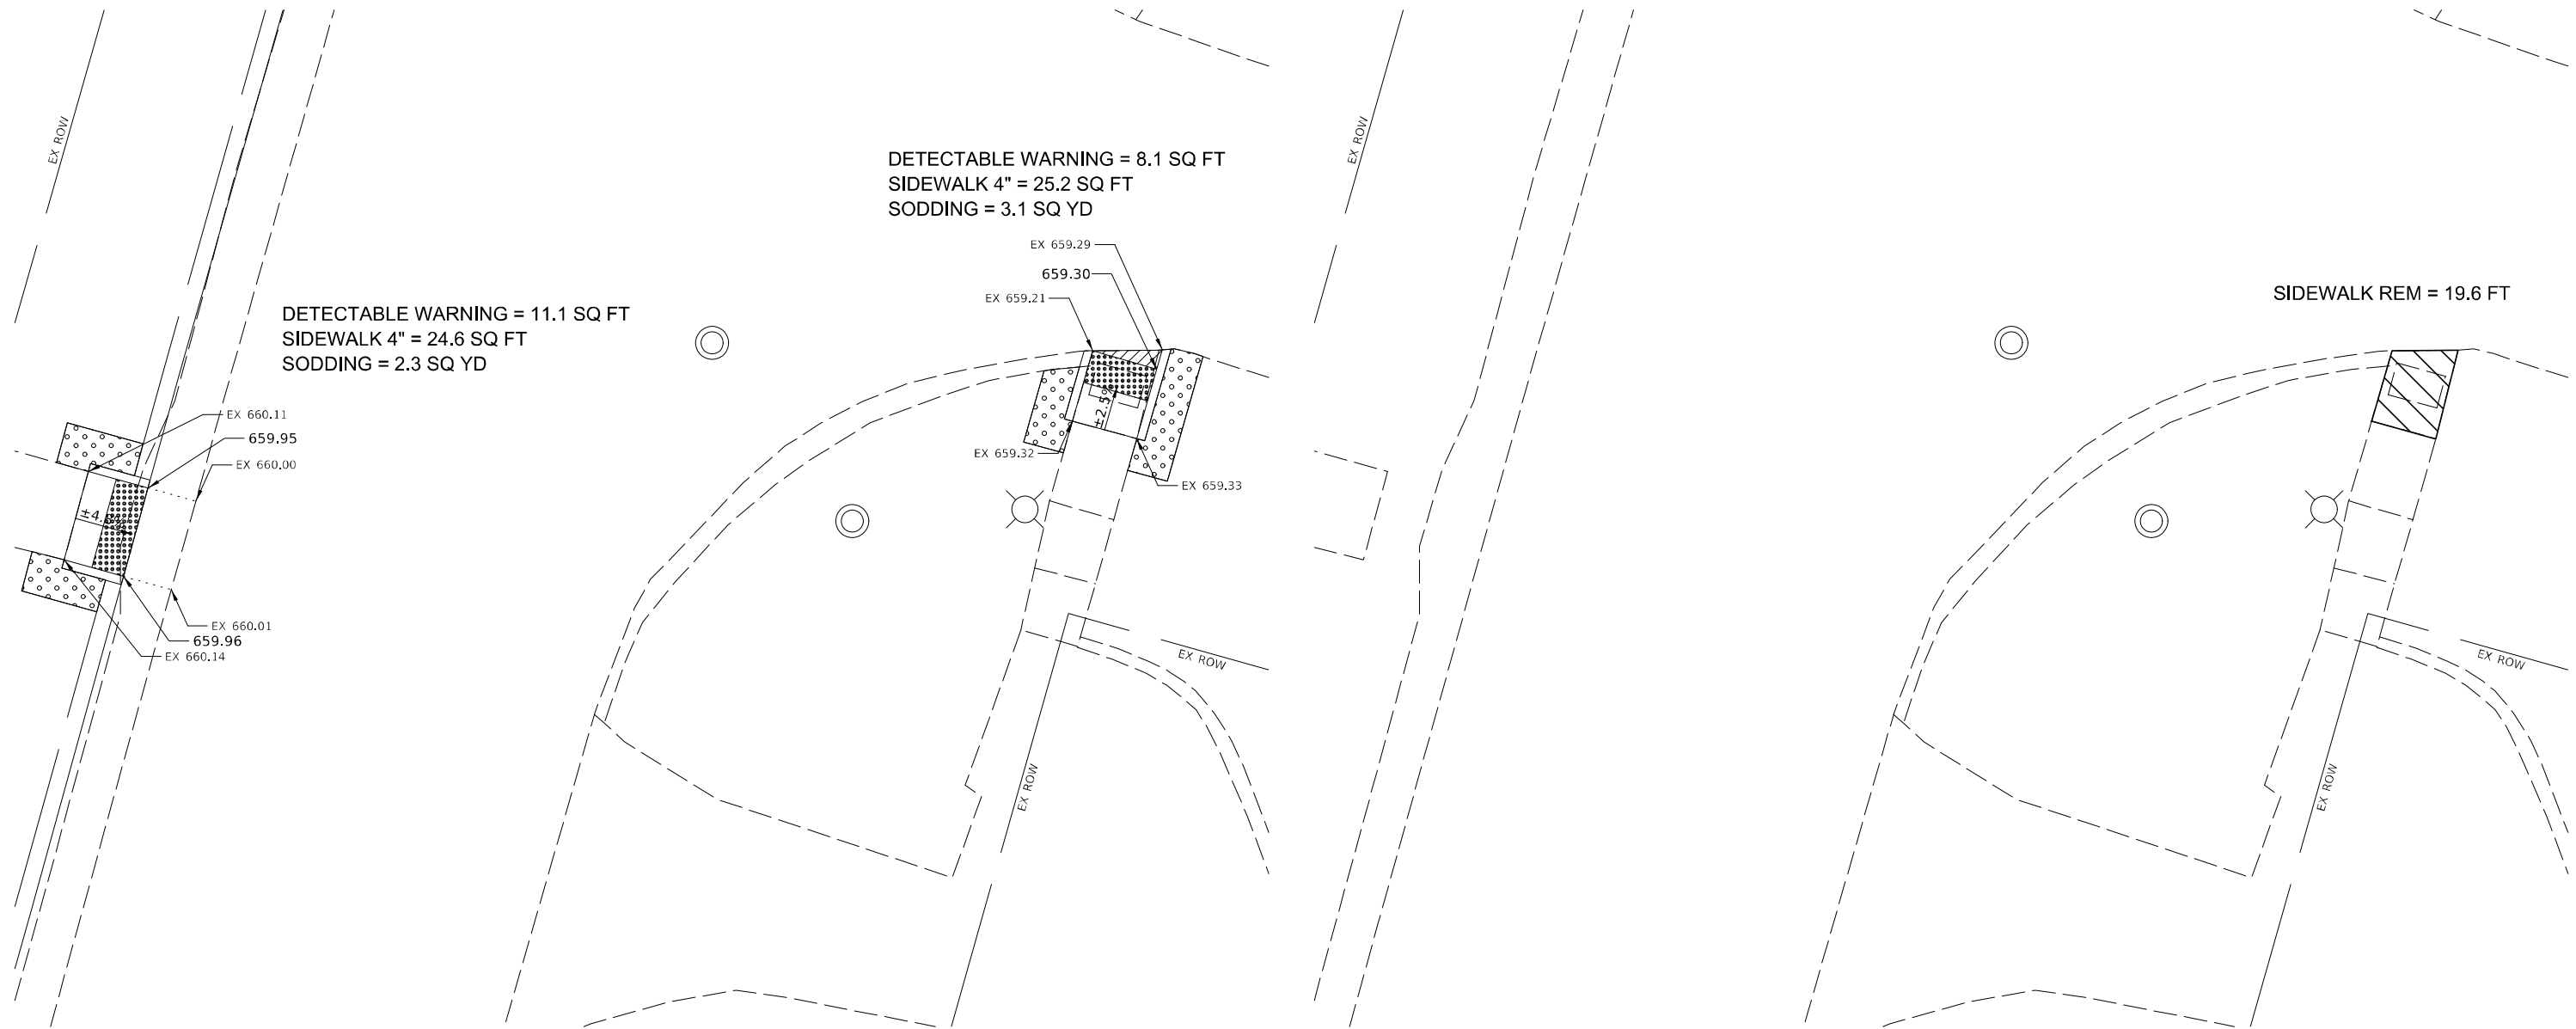 EX ROW
DETECTABLE WARNING = 11.1 SQ FT
SIDEWALK 4" = 24.6 SQ FT
SODDING = 2.3 SQ YD
EX 660.11
659.95
EX 660.00
EX 660.01
659.96
EX 660.14
DETECTABLE WARNING = 8.1 SQ FT
SIDEWALK 4" = 25.2 SQ FT
SODDING = 3.1 SQ YD
EX 659.29
659.30
EX 659.21
±2.5%
EX 659.32
EX 659.33
EX ROW
EX ROW
EX ROW
SIDEWALK REM = 19.6 FT
EX ROW
EX ROW